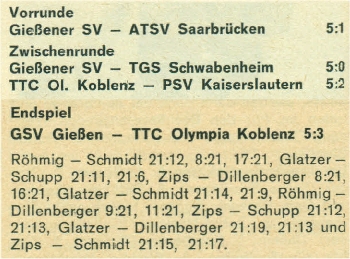 Vorrunde
Gießener SV – ATSV Saarbrücken 5:1
Zwischenrunde
Gießener SV – TGS Schwabenheim 5:0
TTC Ol. Koblenz – PSV Kaiserslautern 5:2
Endspiel
GSV Gießen – TTC Olympia Koblenz 5:3
Röhmig – Schmidt 21:12, 8:21, 17:21, Glatzer –
Schupp 21:11, 21:6, Zips – Dillenberger 8:21,
16:21, Glatzer – Schmidt 21:14, 21:9, Röhmig –
Dillenberger 9:21, 11:21, Zips – Schupp 21:12,
21:13, Glatzer – Dillenberger 21:19, 21:13 und
Zips – Schmidt 21:15, 21:17.